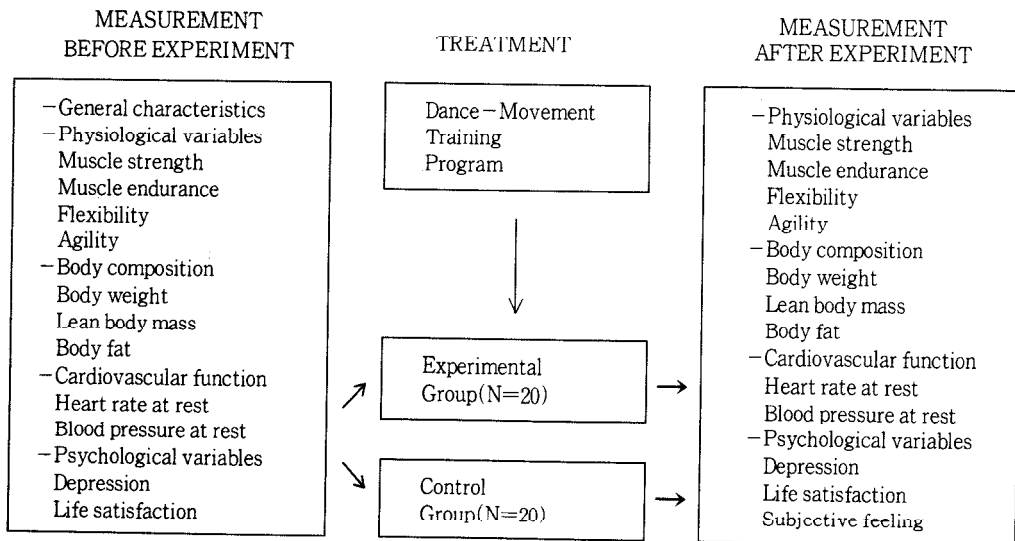 MEASUREMENT
BEFORE EXPERIMENT
−General characteristics
−Physiological variables
Muscle strength
Muscle endurance
Flexibility
Agility
−Body composition
Body weight
Lean body mass
Body fat
−Cardiovascular function
Heart rate at rest
Blood pressure at rest
−Psychological variables
Depression
Life satisfaction
TREATMENT
Dance−Movement
Training
Program
Experimental
Group(N=20)
Control
Group(N=20)
MEASUREMENT
AFTER EXPERIMENT
−Physiological variables
Muscle strength
Muscle endurance
Flexibility
Agility
−Body composition
Body weight
Lean body mass
Body fat
−Cardiovascular function
Heart rate at rest
Blood pressure at rest
−Psychological variables
Depression
Life satisfaction
Subjective feeling